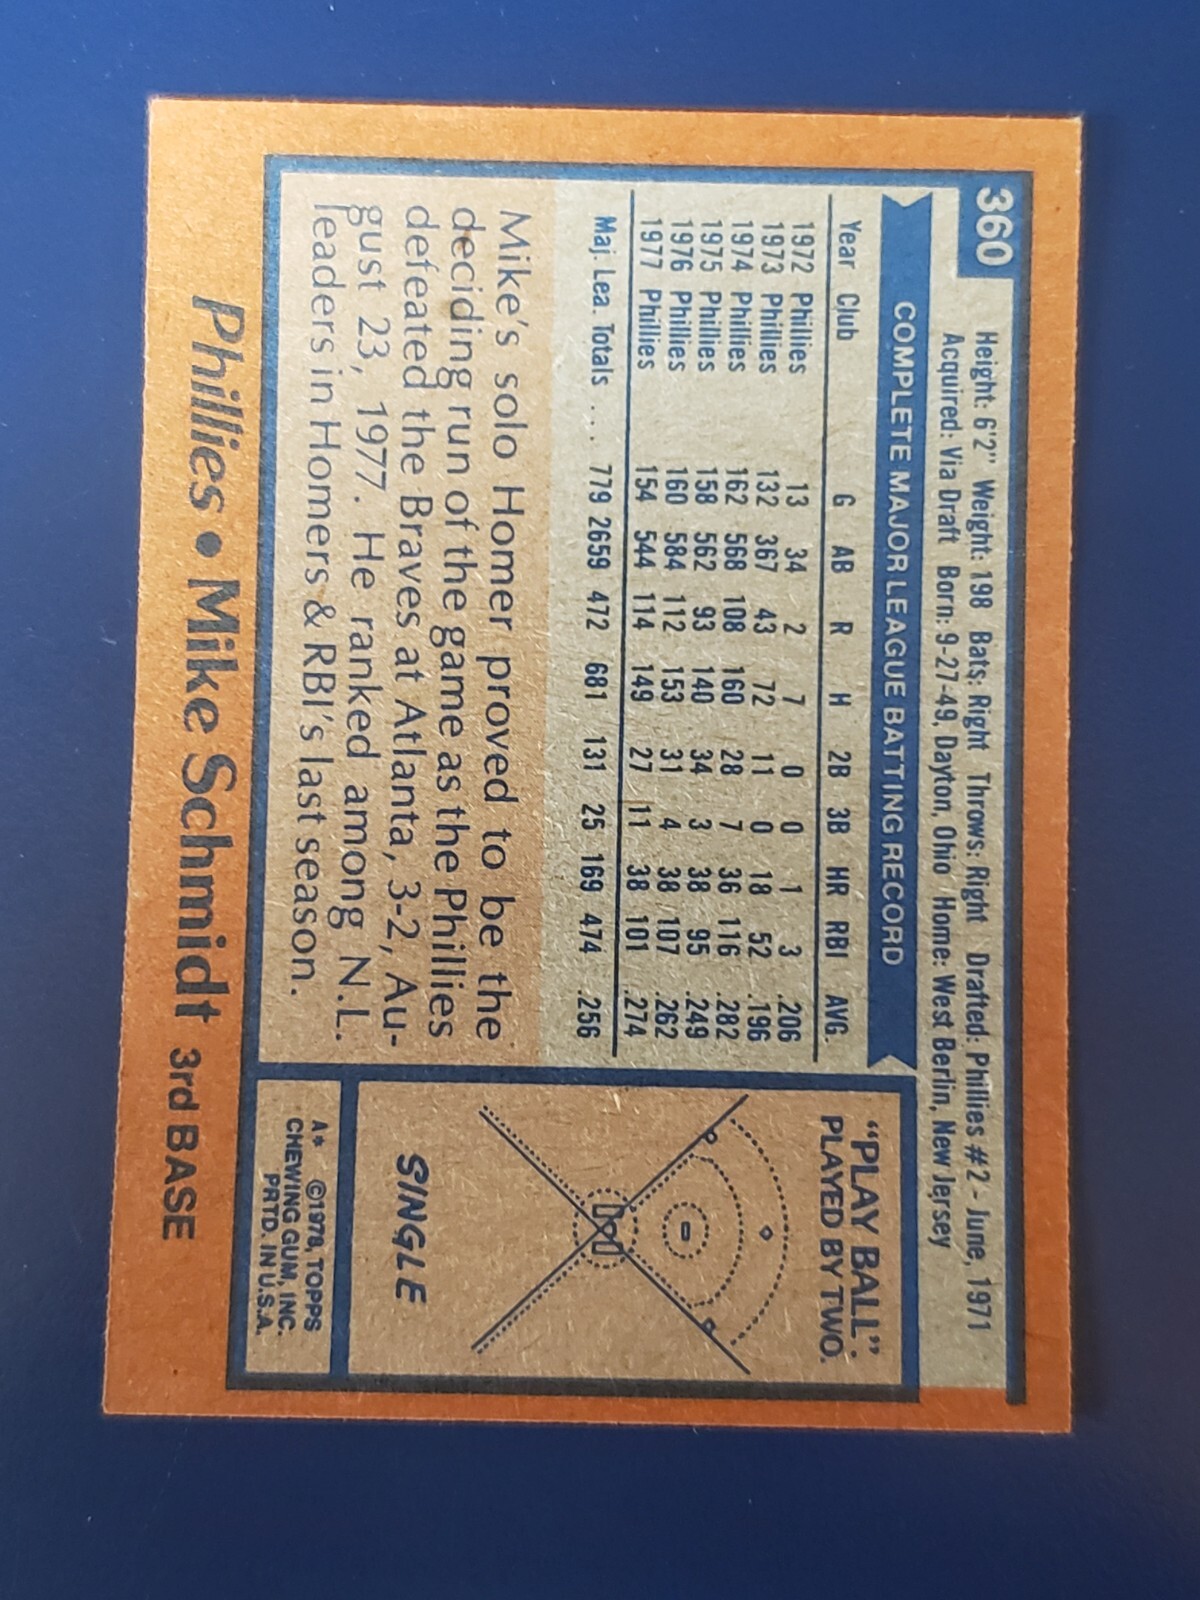 360
Height: 6'2" Weight: 198 Bats: Right Throws: Right Drafted: Phillies #2 - June, 1971
Acquired: Via Draft Born: 9-27-49, Dayton, Ohio Home: West Berlin, New Jersey
COMPLETE MAJOR LEAGUE BATTING RECORD
Year Club G AB R H 2B 3B HR RBI AVG.
1972 Phillies 13 34 2 7 0 0 1 3 .206
1973 Phillies 132 367 43 72 11 0 18 52 .196
1974 Phillies 162 568 108 160 28 7 36 116 .282
1975 Phillies 158 562 93 140 34 3 38 95 .249
1976 Phillies 160 584 112 153 31 4 38 107 .262
1977 Phillies 154 544 114 149 27 11 38 101 .274
Maj. Lea. Totals .... 779 2659 472 681 131 25 169 474 .256
Mike's solo Homer proved to be the
deciding run of the game as the Phillies
defeated the Braves at Atlanta, 3-2, Au-
gust 23, 1977. He ranked among N.L.
leaders in Homers & RBI's last season.
"PLAY BALL":
PLAYED BY TWO.
SINGLE
A* ©1978, TOPPS
CHEWING GUM, INC.
PRTD. IN U.S.A.
Phillies • Mike Schmidt 3rd BASE